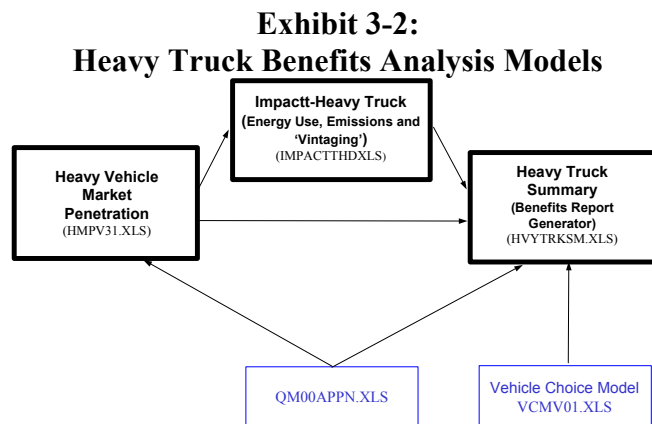 Exhibit 3-2:
Heavy Truck Benefits Analysis Models
Impactt-Heavy Truck
(Energy Use, Emissions and
‘Vintaging’)
(IMPACTTHDXLS)
Heavy Vehicle
Market
Penetration
(HMPV31.XLS)
Heavy Truck
Summary
(Benefits Report
Generator)
(HVYTRKSM.XLS)
QM00APPN.XLS
Vehicle Choice Model
VCMV01.XLS